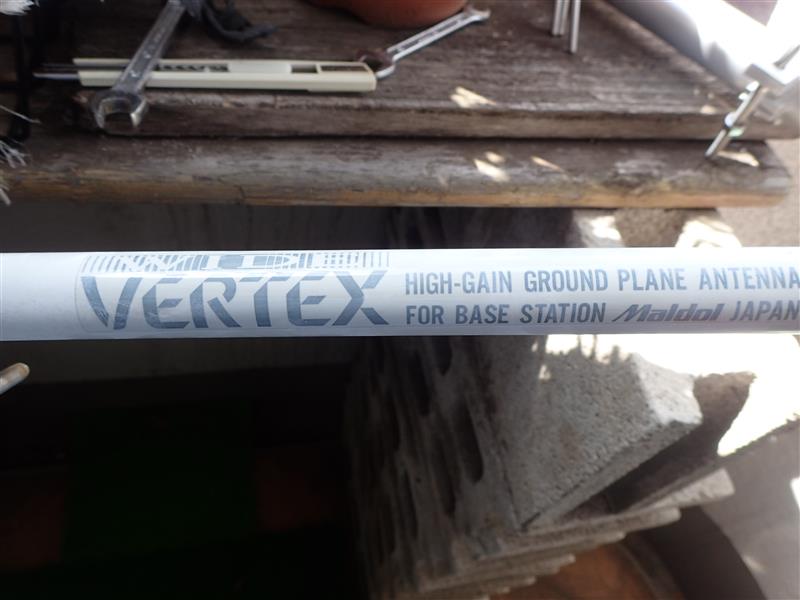 VERTEX
HIGH-GAIN GROUND PLANE ANTENNA
FOR BASE STATION Maldol JAPAN